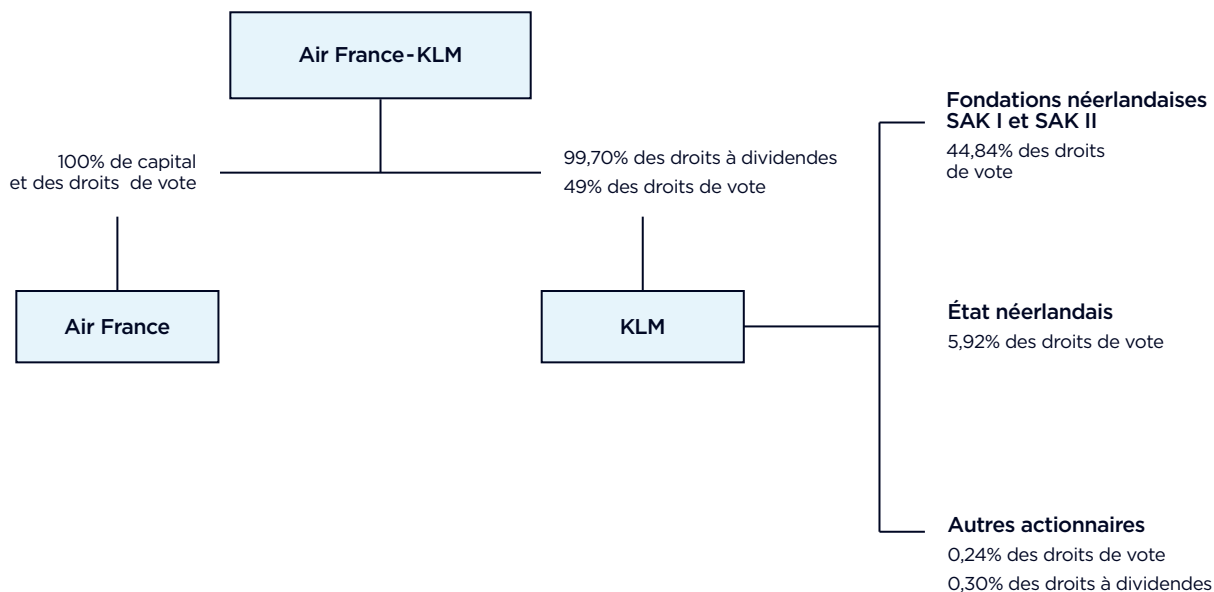 Air France-KLM
100% de capital
et des droits de vote
99,70% des droits à dividendes
49% des droits de vote
Air France
KLM
Fondations néerlandaises
SAK I et SAK II
44,84% des droits
de vote
État néerlandais
5,92% des droits de vote
Autres actionnaires
0,24% des droits de vote
0,30% des droits à dividendes